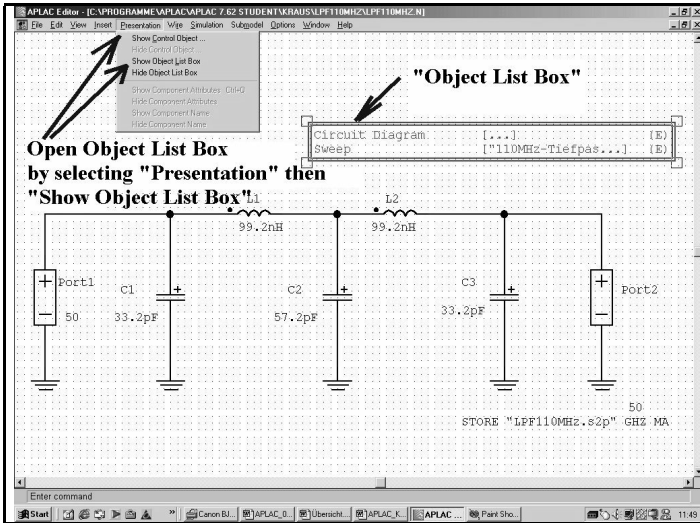 APLAC Editor - [C:\PROGRAMME\APLAC\APLAC 7.62 STUDENT\KRAUS\LPF110MHZ\LPF110MHZ.N]
File Edit View Insert Presentation Wire Simulation Submodel Options Window Help
Show Control Object ...
Hide Control Object ...
Show Object List Box
Hide Object List Box
Show Component Attributes Ctrl+Q
Hide Component Attributes
Show Component Name
Hide Component Name
"Object List Box"
Circuit Diagram [...] (E)
Sweep ["110MHz-Tiefpas...] (E)
Open Object List Box
by selecting "Presentation" then
"Show Object List Box"
L1
99.2nH
L2
99.2nH
Port1
50
C1
33.2pF
C2
57.2pF
C3
33.2pF
Port2
50
STORE "LPF110MHz.s2p" GHZ MA
Enter command
Start
Canon BJ...
APLAC_0...
Übersicht...
APLAC_K...
APLAC ...
Paint Sho...
11:49